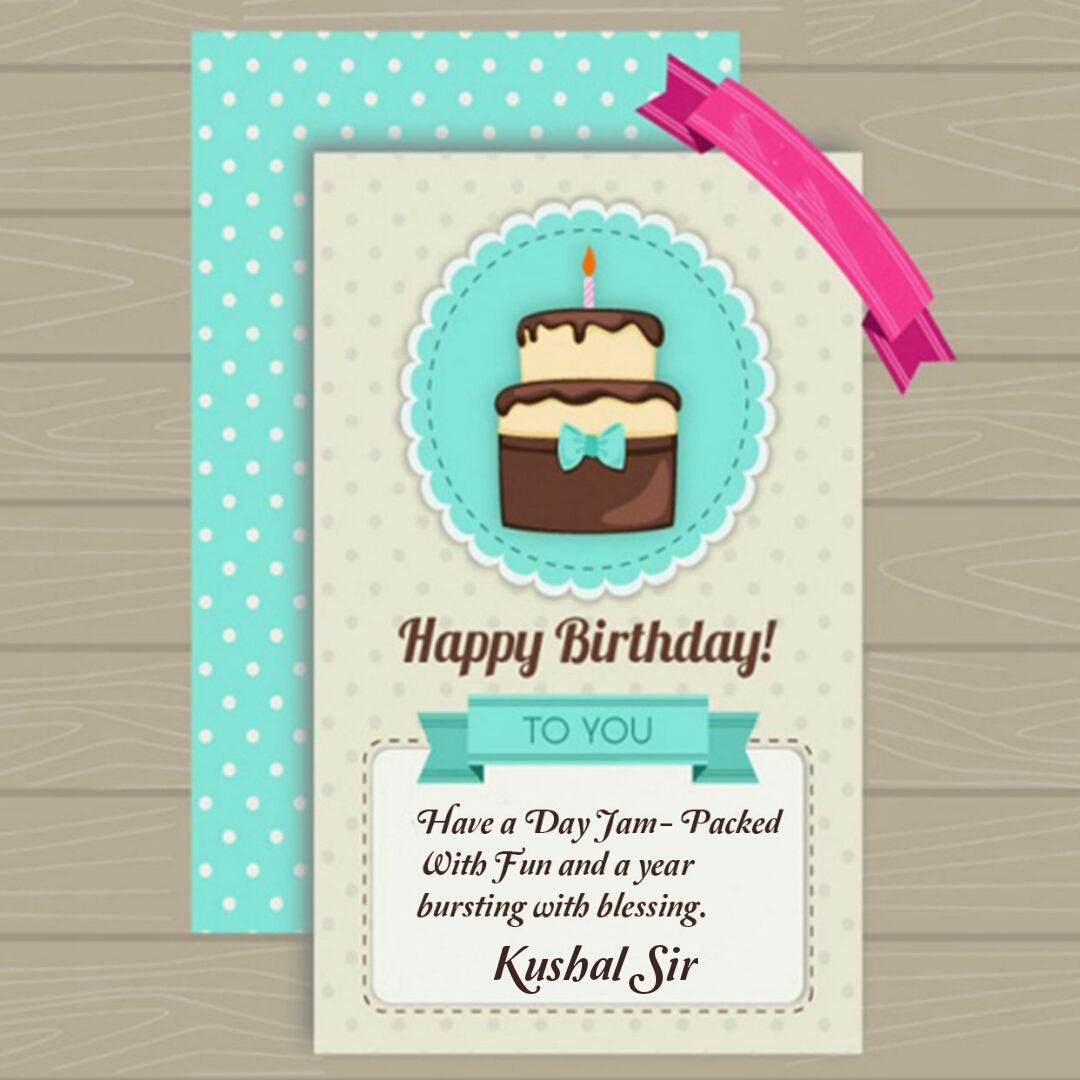 Happy Birthday!
TO YOU
Have a Day Jam- Packed
With Fun and a year
bursting with blessing.
Kushal Sir